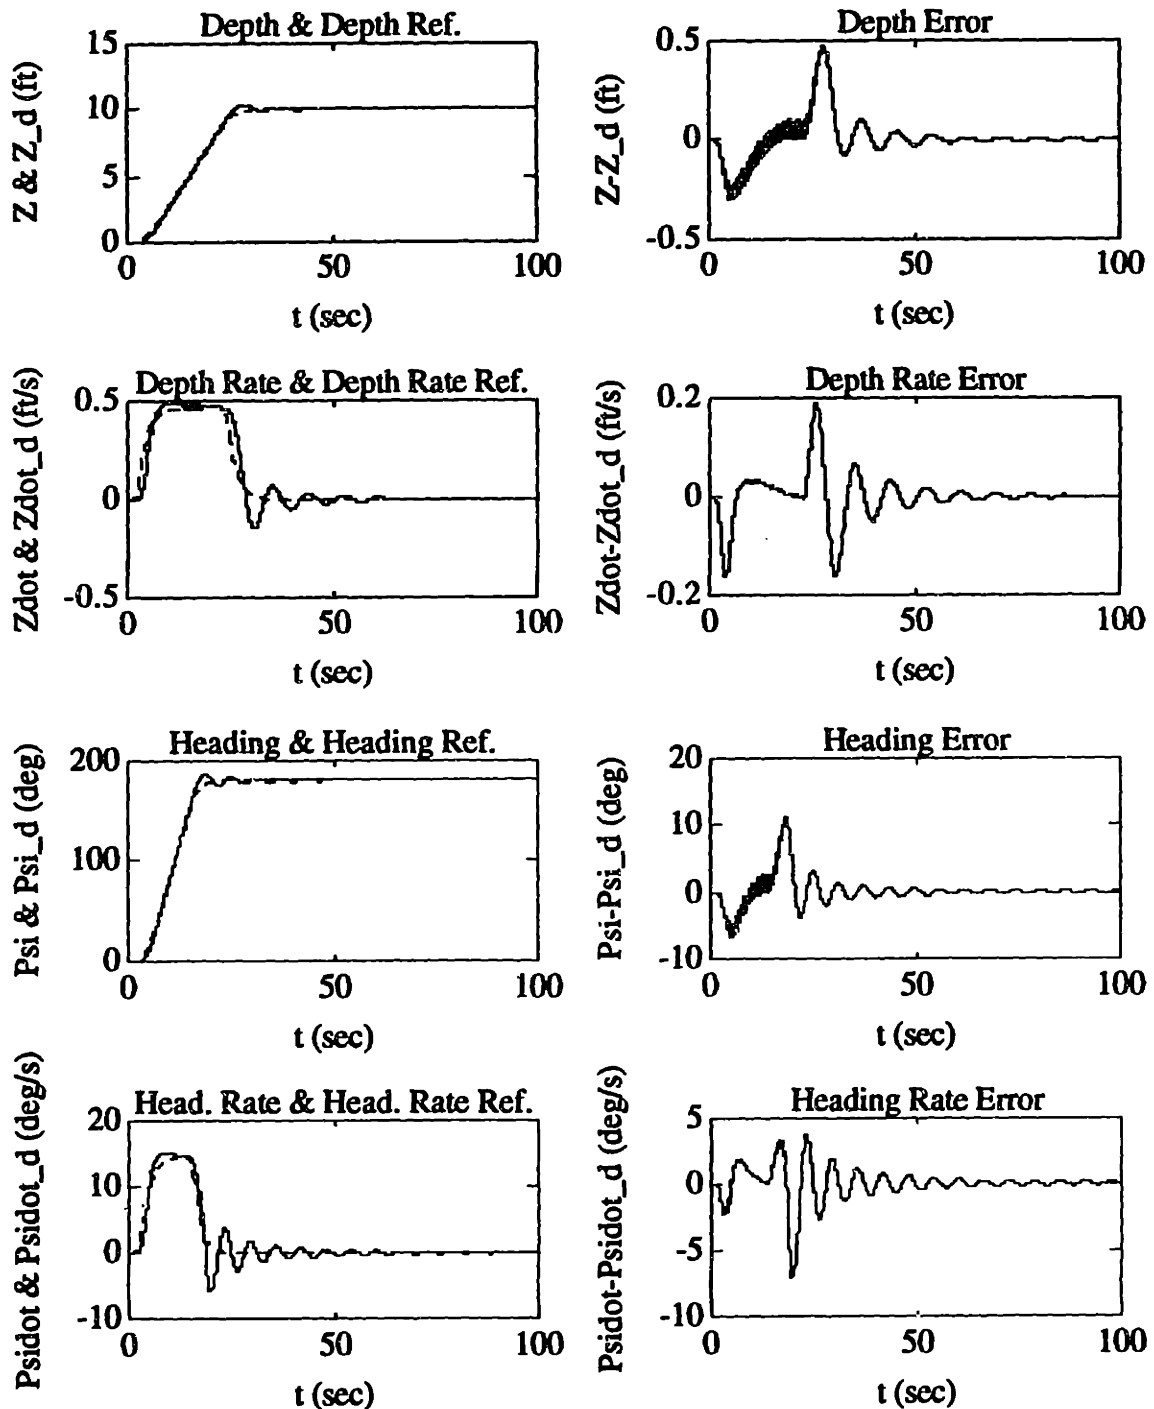 Depth & Depth Ref.
Z & Z_d (ft)
15
10
5
0
0
50
100
t (sec)
Depth Error
Z-Z_d (ft)
0.5
0
-0.5
0
50
100
t (sec)
Depth Rate & Depth Rate Ref.
Zdot & Zdot_d (ft/s)
0.5
0
-0.5
0
50
100
t (sec)
Depth Rate Error
Zdot-Zdot_d (ft/s)
0.2
0
-0.2
0
50
100
t (sec)
Heading & Heading Ref.
Psi & Psi_d (deg)
200
100
0
0
50
100
t (sec)
Heading Error
Psi-Psi_d (deg)
20
10
0
-10
0
50
100
t (sec)
Head. Rate & Head. Rate Ref.
Psidot & Psidot_d (deg/s)
20
10
0
-10
0
50
100
t (sec)
Heading Rate Error
Psidot-Psidot_d (deg/s)
5
0
-5
-10
0
50
100
t (sec)